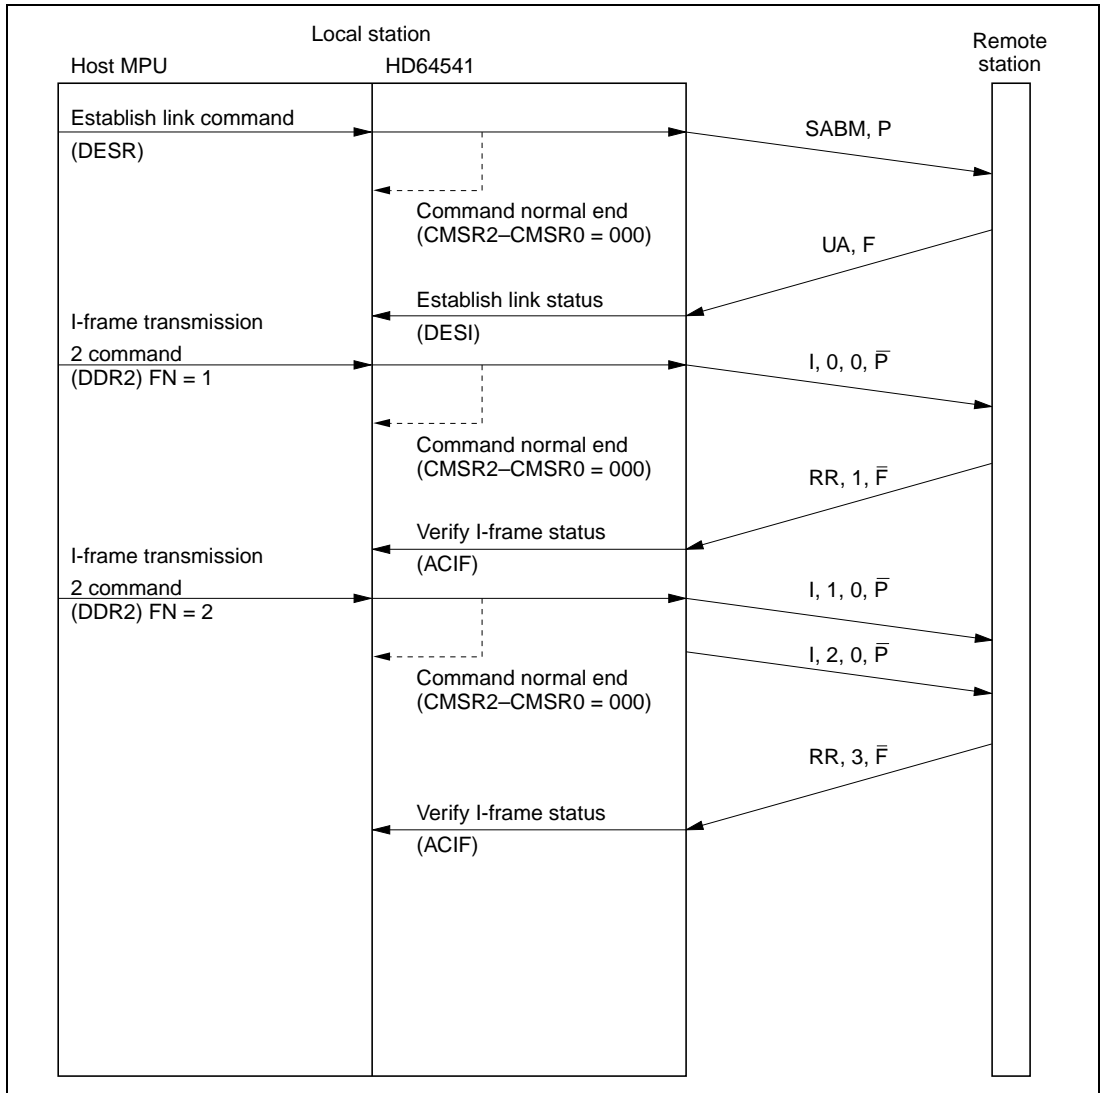 Local station
Host MPU
HD64541
Remote
station
Establish link command
(DESR)
SABM, P
Command normal end
(CMSR2–CMSR0 = 000)
UA, F
Establish link status
(DESI)
I-frame transmission
2 command
(DDR2) FN = 1
I, 0, 0, P̅
Command normal end
(CMSR2–CMSR0 = 000)
RR, 1, F̅
Verify I-frame status
(ACIF)
I-frame transmission
2 command
(DDR2) FN = 2
I, 1, 0, P̅
I, 2, 0, P̅
Command normal end
(CMSR2–CMSR0 = 000)
RR, 3, F̅
Verify I-frame status
(ACIF)